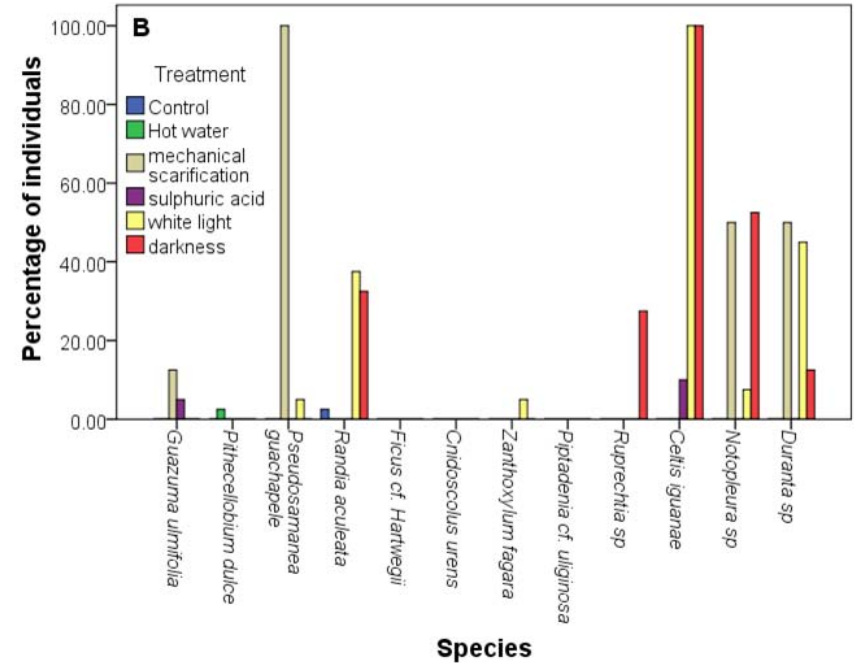 B
Treatment
Control
Hot water
mechanical
scarification
sulphuric acid
white light
darkness
Percentage of individuals
100.00
80.00
60.00
40.00
20.00
0.00
Guazuma ulmifolia
Pithecellobium dulce
Pseudosamanea
guachapele
Randia aculeata
Ficus cf. Hartwegii
Cnidoscolus urens
Zanthoxylum fagara
Piptadenia cf. uliginosa
Ruprechtia sp
Celtis iguanae
Notopleura sp
Duranta sp
Species